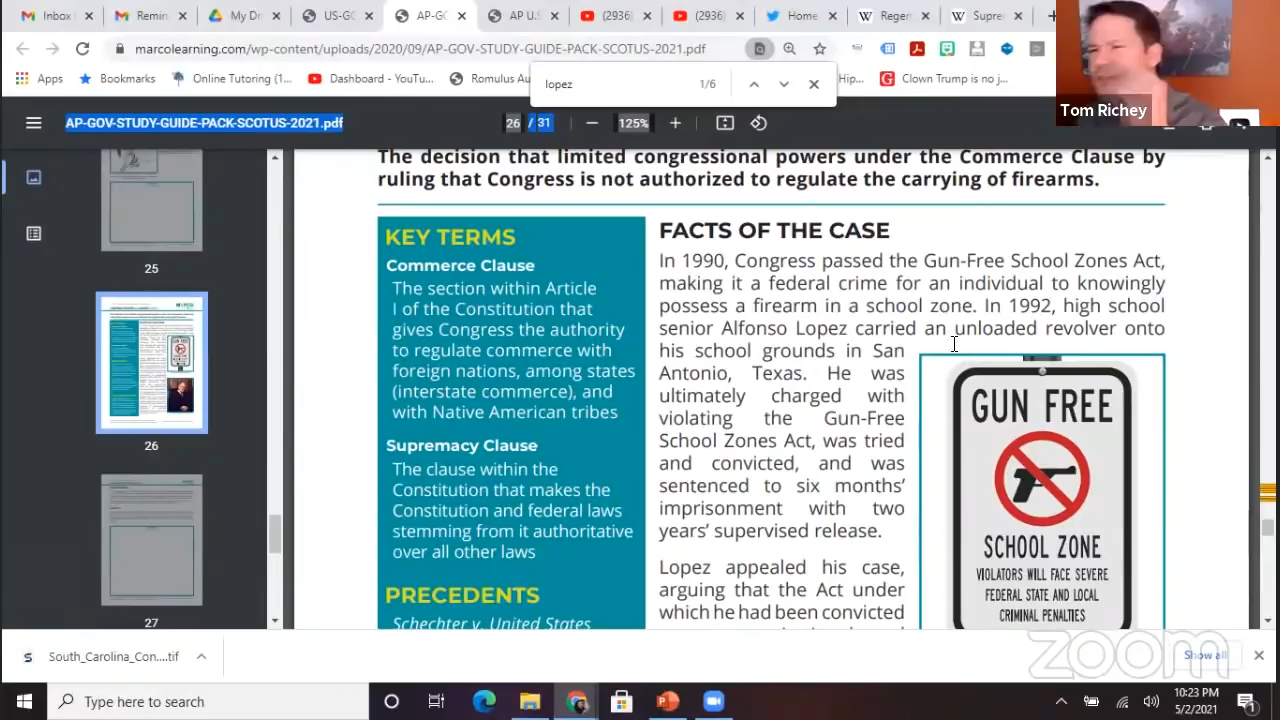 Inbox
Remin
My Dr
US-GO
AP-GO
AP U.S
(2936)
(2936)
Home
Reger
Supre
marcolearning.com/wp-content/uploads/2020/09/AP-GOV-STUDY-GUIDE-PACK-SCOTUS-2021.pdf
Apps
Bookmarks
Online Tutoring (1...
Dashboard - YouTu...
Romulus Au
Hip...
Clown Trump is no j...
lopez
1/6
Tom Richey
AP-GOV-STUDY-GUIDE-PACK-SCOTUS-2021.pdf
26 / 31
125%
The decision that limited congressional powers under the Commerce Clause by
ruling that Congress is not authorized to regulate the carrying of firearms.
25
26
27
KEY TERMS
Commerce Clause
The section within Article
I of the Constitution that
gives Congress the authority
to regulate commerce with
foreign nations, among states
(interstate commerce), and
with Native American tribes
Supremacy Clause
The clause within the
Constitution that makes the
Constitution and federal laws
stemming from it authoritative
over all other laws
PRECEDENTS
Schechter v. United States
FACTS OF THE CASE
In 1990, Congress passed the Gun-Free School Zones Act,
making it a federal crime for an individual to knowingly
possess a firearm in a school zone. In 1992, high school
senior Alfonso Lopez carried an unloaded revolver onto
his school grounds in San
Antonio, Texas. He was
ultimately charged with
violating the Gun-Free
School Zones Act, was tried
and convicted, and was
sentenced to six months'
imprisonment with two
years' supervised release.
Lopez appealed his case,
arguing that the Act under
which he had been convicted
GUN FREE
SCHOOL ZONE
VIOLATORS WILL FACE SEVERE
FEDERAL STATE AND LOCAL
CRIMINAL PENALTIES
South_Carolina_Con....tif
Show all
zoom
Type here to search
10:23 PM
5/2/2021
1